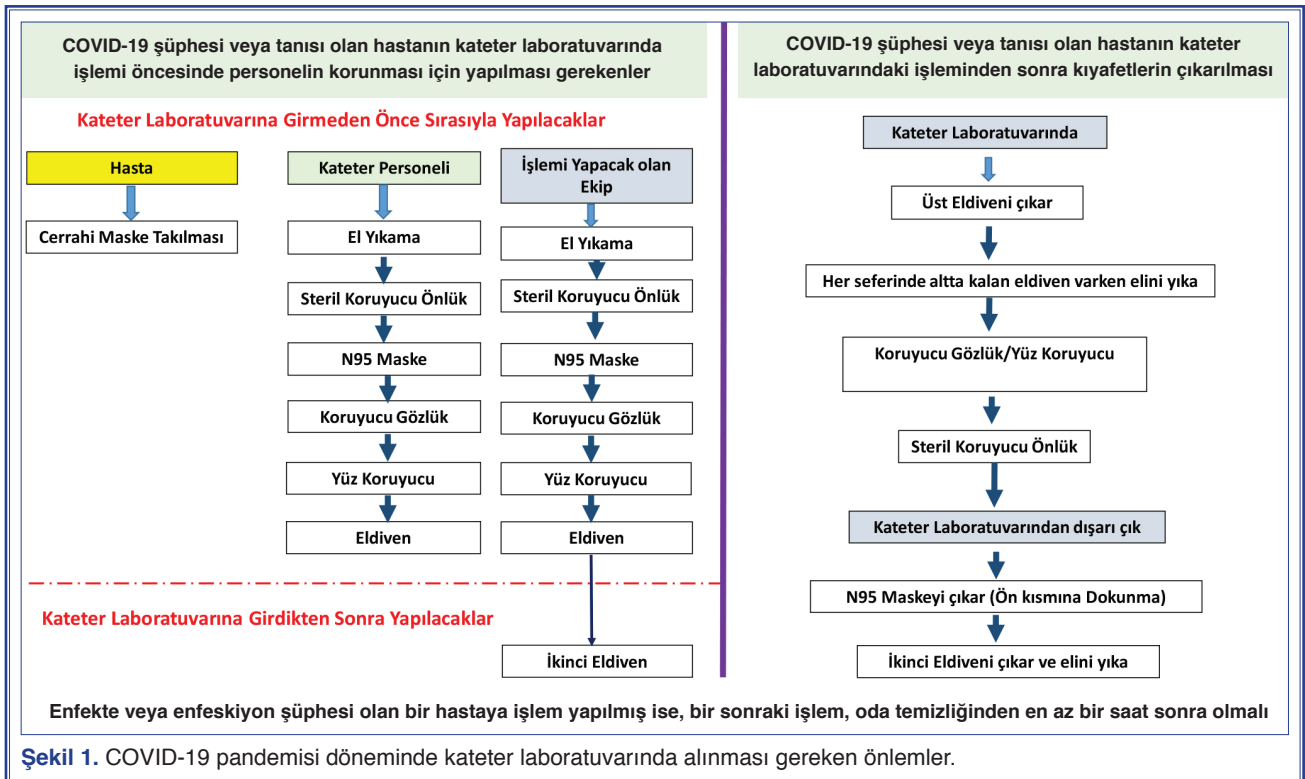 COVID-19 şüphesi veya tanısı olan hastanın kateter laboratuvarında
işlemi öncesinde personelin korunması için yapılması gerekenler
Kateter Laboratuvarına Girmeden Önce Sırasıyla Yapılacaklar
Hasta
Cerrahi Maske Takılması
Kateter Personeli
El Yıkama
Steril Koruyucu Önlük
N95 Maske
Koruyucu Gözlük
Yüz Koruyucu
Eldiven
İşlemi Yapacak olan
Ekip
El Yıkama
Steril Koruyucu Önlük
N95 Maske
Koruyucu Gözlük
Yüz Koruyucu
Eldiven
Kateter Laboratuvarına Girdikten Sonra Yapılacaklar
İkinci Eldiven
COVID-19 şüphesi veya tanısı olan hastanın kateter
laboratuvarındaki işleminden sonra kıyafetlerin çıkarılması
Kateter Laboratuvarında
Üst Eldiveni çıkar
Her seferinde altta kalan eldiven varken elini yıka
Koruyucu Gözlük/Yüz Koruyucu
Steril Koruyucu Önlük
Kateter Laboratuvarından dışarı çık
N95 Maskeyi çıkar (Ön kısmına Dokunma)
İkinci Eldiveni çıkar ve elini yıka
Enfekte veya enfeskiyon şüphesi olan bir hastaya işlem yapılmış ise, bir sonraki işlem, oda temizliğinden en az bir saat sonra olmalı
Şekil 1. COVID-19 pandemisi döneminde kateter laboratuvarında alınması gereken önlemler.